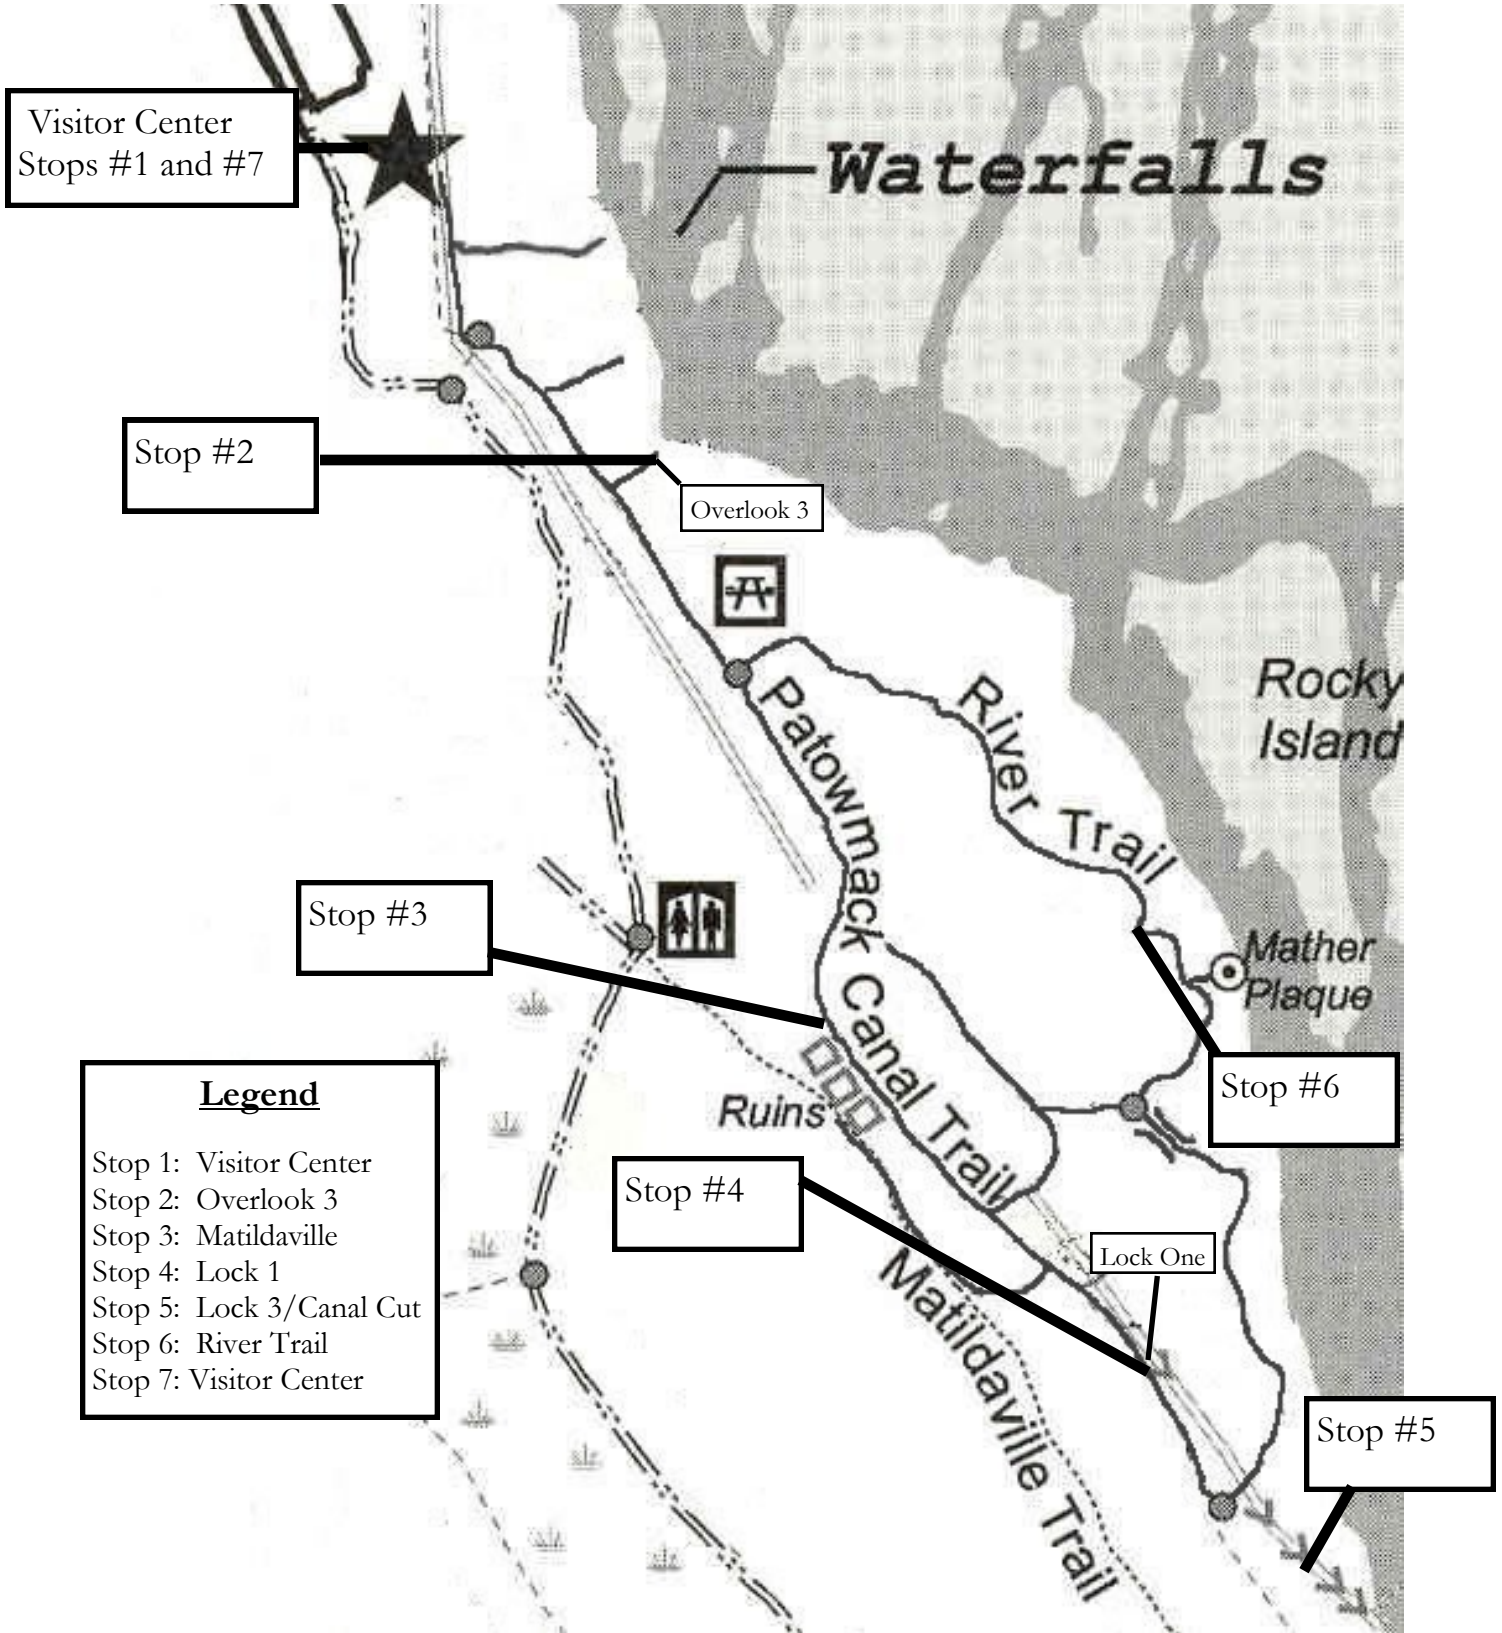 Visitor Center
Stops #1 and #7
Waterfalls
Stop #2
Overlook 3
Rocky
Island
River Trail
Patowmack Canal Trail
Stop #3
Mather
Plaque
Stop #6
Ruins
Stop #4
Lock One
Matildaville Trail
Stop #5
Legend
Stop 1: Visitor Center
Stop 2: Overlook 3
Stop 3: Matildaville
Stop 4: Lock 1
Stop 5: Lock 3/Canal Cut
Stop 6: River Trail
Stop 7: Visitor Center